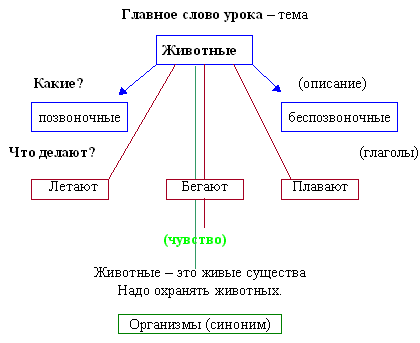 Главное слово урока – тема
Животные
Какие?
(описание)
позвоночные
беспозвоночные
Что делают?
(глаголы)
Летают
Бегают
Плавают
(чувство)
Животные – это живые существа
Надо охранять животных.
Организмы (синоним)